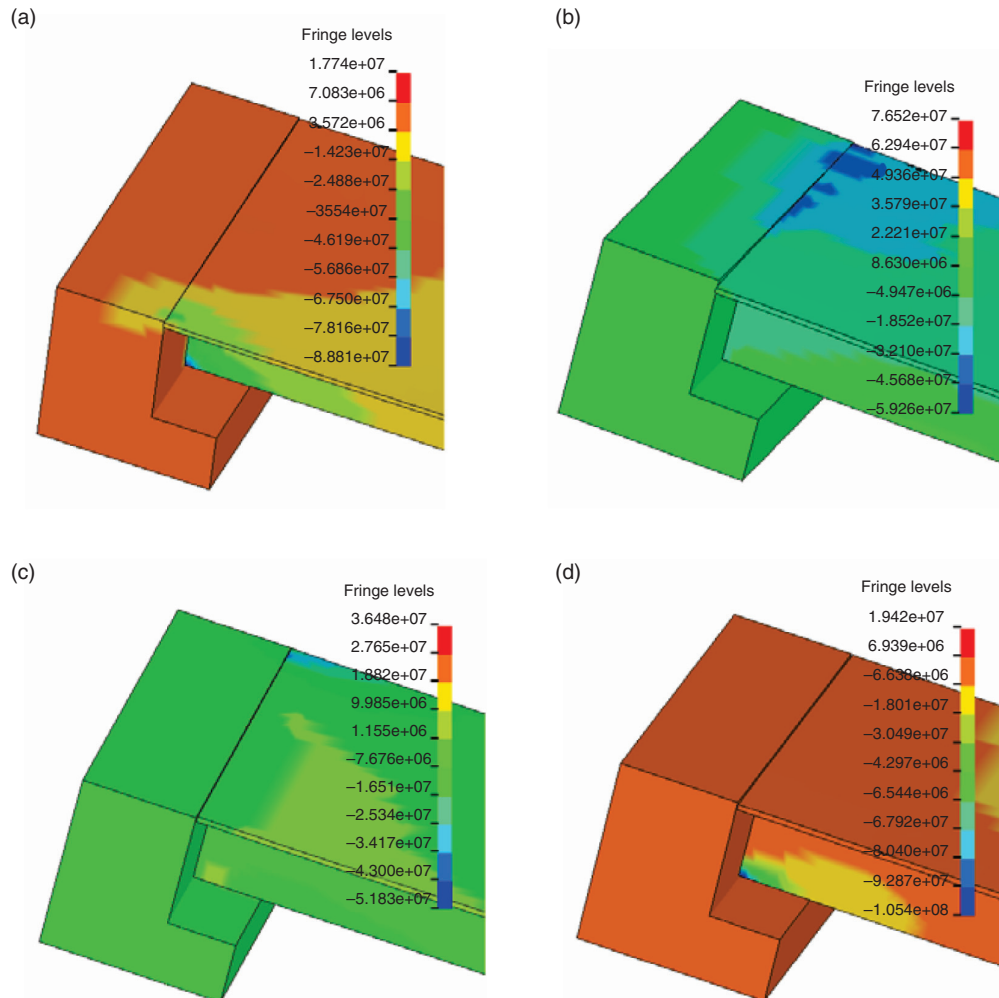 (a)
Fringe levels
1.774e+07
7.083e+06
3.572e+06
−1.423e+07
−2.488e+07
−3554e+07
−4.619e+07
−5.686e+07
−6.750e+07
−7.816e+07
−8.881e+07
(b)
Fringe levels
7.652e+07
6.294e+07
4.936e+07
3.579e+07
2.221e+07
8.630e+06
−4.947e+06
−1.852e+07
−3.210e+07
−4.568e+07
−5.926e+07
(c)
Fringe levels
3.648e+07
2.765e+07
1.882e+07
9.985e+06
1.155e+06
−7.676e+06
−1.651e+07
−2.534e+07
−3.417e+07
−4.300e+07
−5.183e+07
(d)
Fringe levels
1.942e+07
6.939e+06
−6.638e+06
−1.801e+07
−3.049e+07
−4.297e+06
−6.544e+06
−6.792e+07
−8.040e+07
−9.287e+07
−1.054e+08